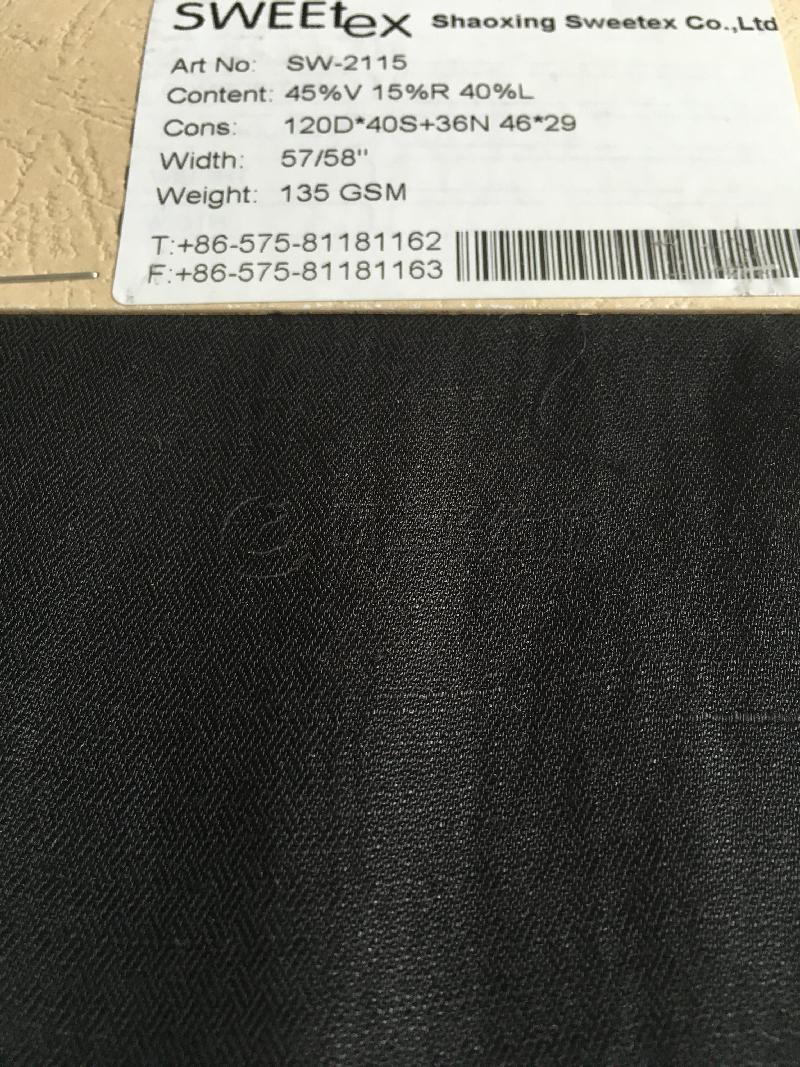 SWEEtex Shaoxing Sweetex Co.,Ltd
Art No: SW-2115
Content: 45%V 15%R 40%L
Cons: 120D*40S+36N 46*29
Width: 57/58"
Weight: 135 GSM
T:+86-575-81181162
F:+86-575-81181163